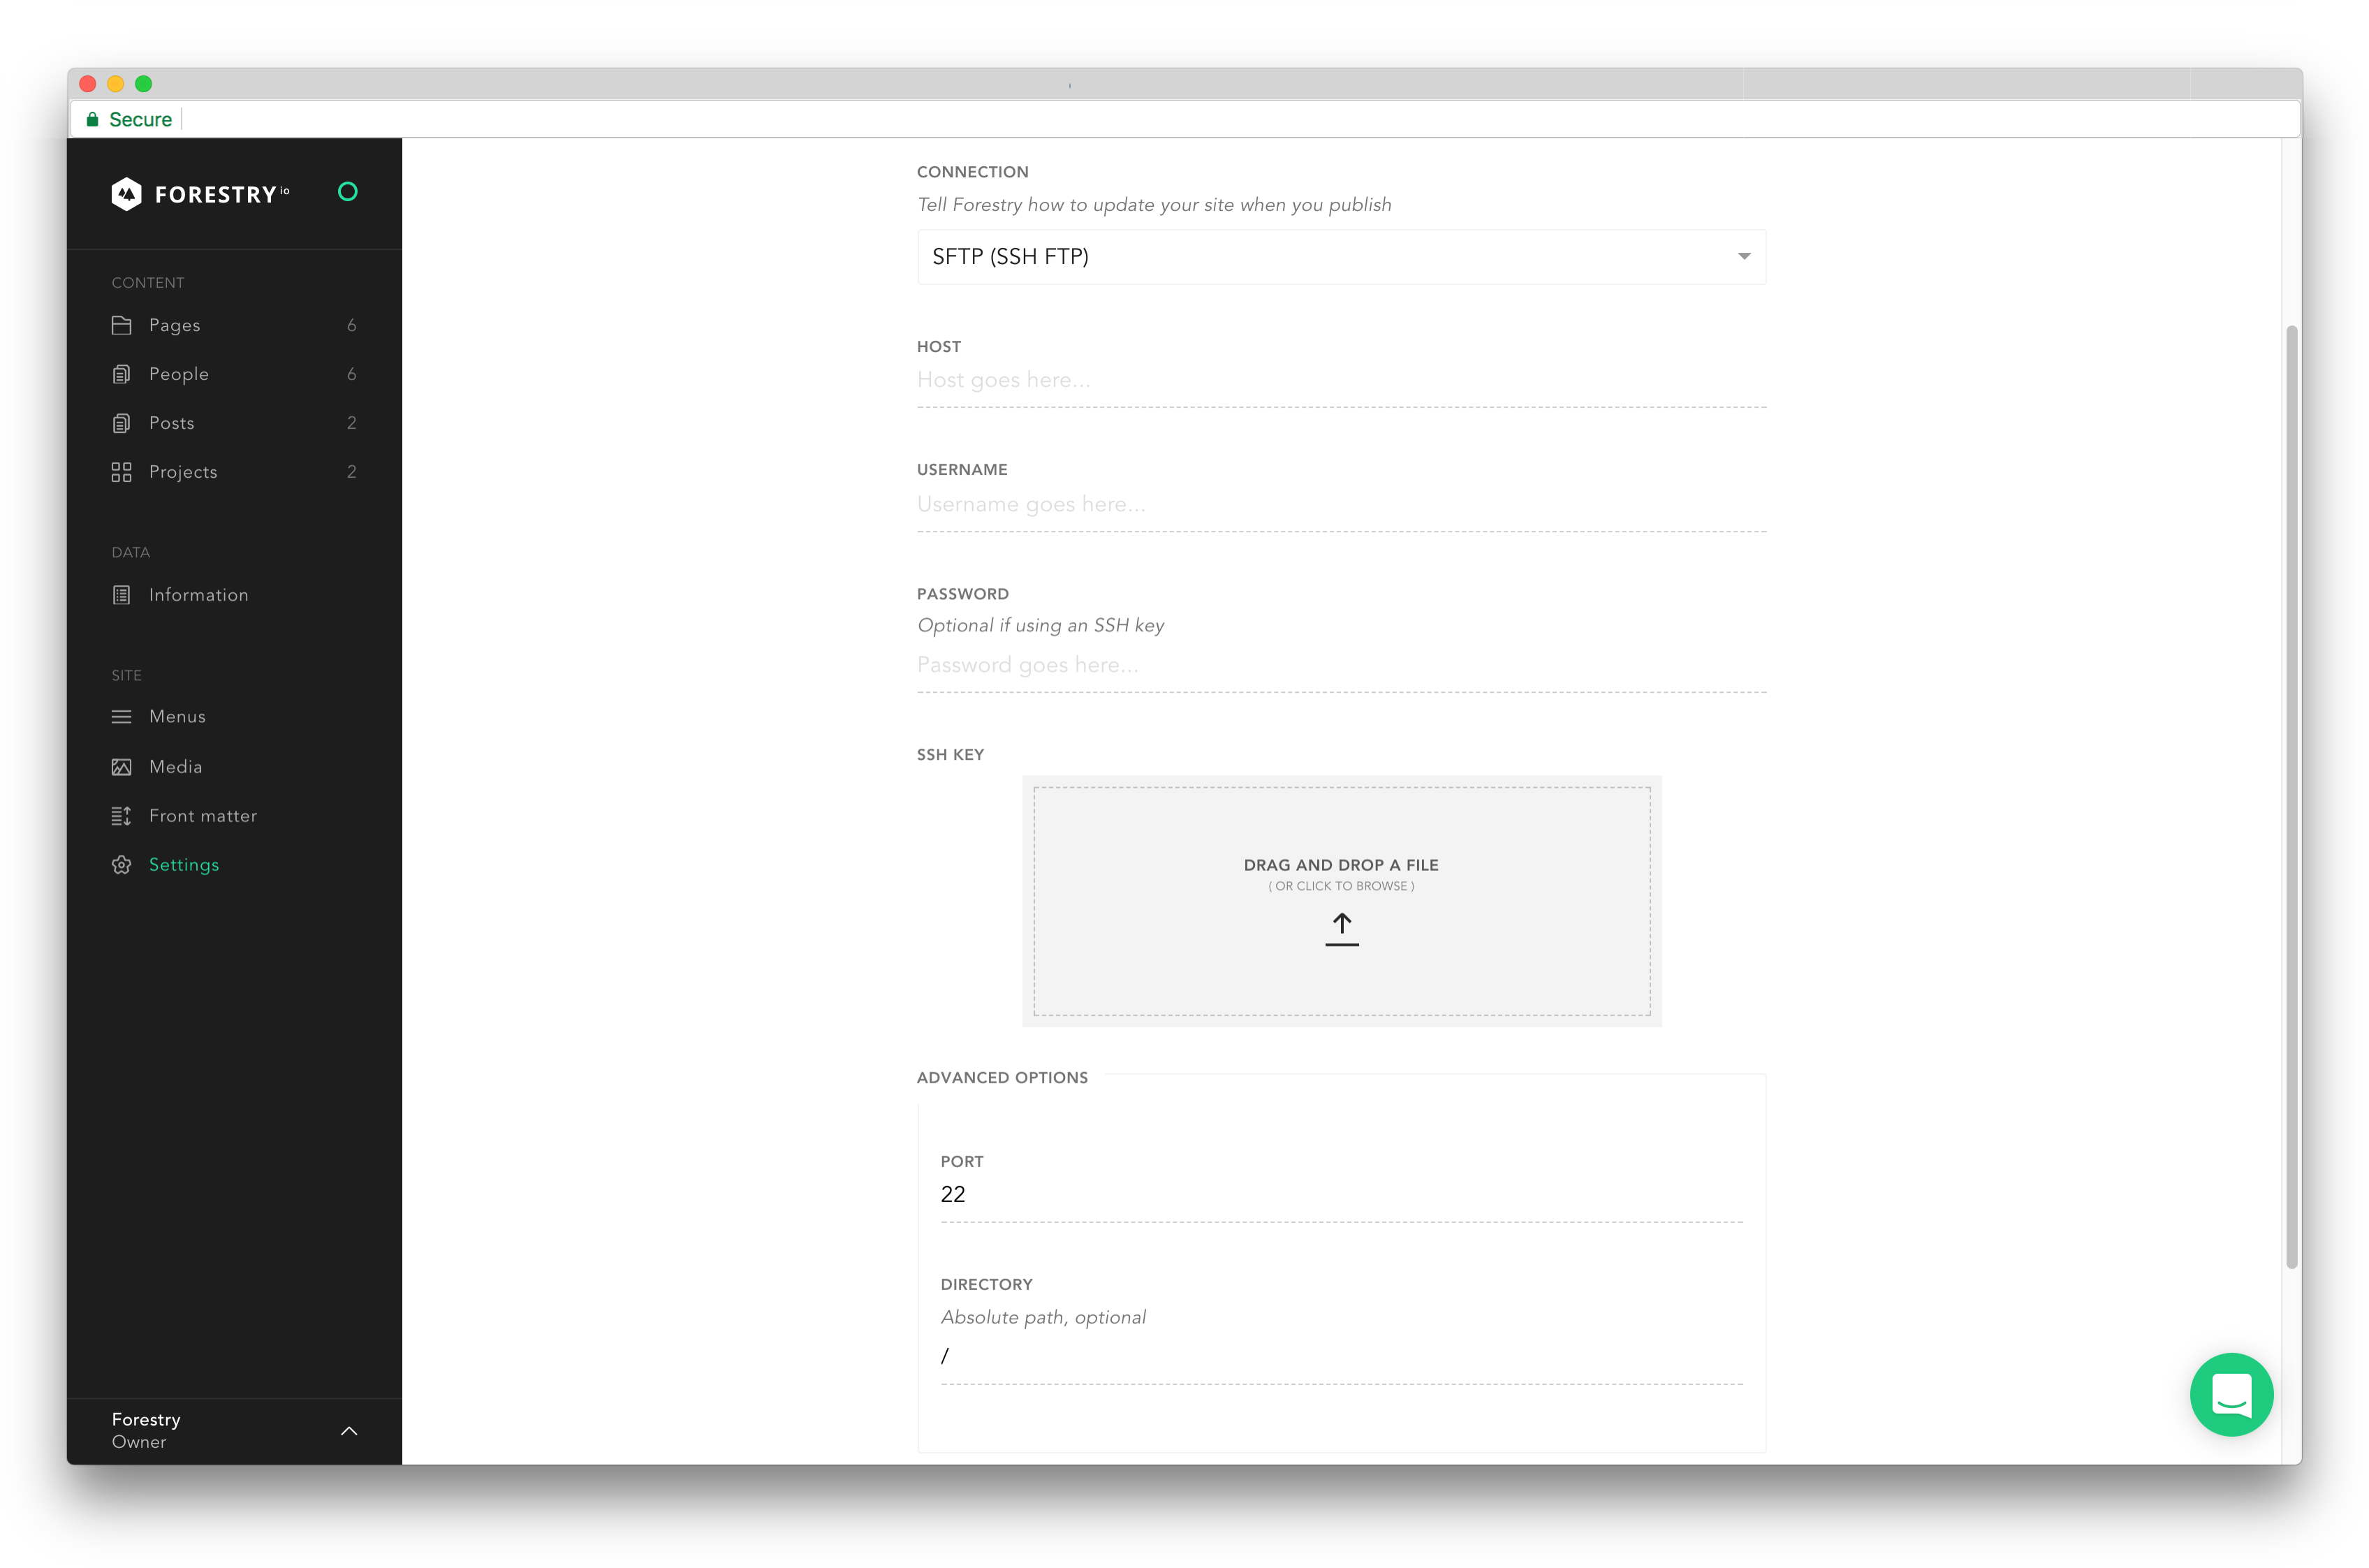 Secure
FORESTRY io
CONTENT
Pages 6
People 6
Posts 2
Projects 2
DATA
Information
SITE
Menus
Media
Front matter
Settings
Forestry
Owner
CONNECTION
Tell Forestry how to update your site when you publish
SFTP (SSH FTP)
HOST
Host goes here...
USERNAME
Username goes here...
PASSWORD
Optional if using an SSH key
Password goes here...
SSH KEY
DRAG AND DROP A FILE
( OR CLICK TO BROWSE )
ADVANCED OPTIONS
PORT
22
DIRECTORY
Absolute path, optional
/